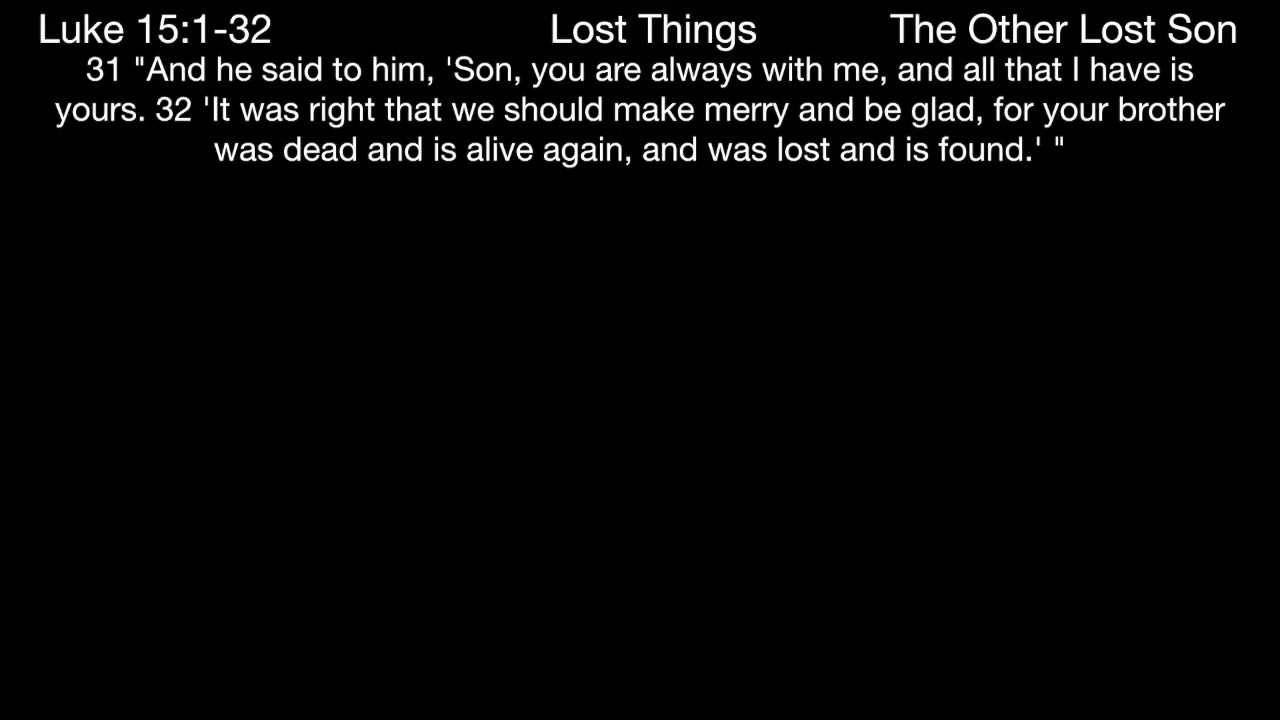 Luke 15:1-32 Lost Things The Other Lost Son
31 "And he said to him, 'Son, you are always with me, and all that I have is
yours. 32 'It was right that we should make merry and be glad, for your brother
was dead and is alive again, and was lost and is found.' "